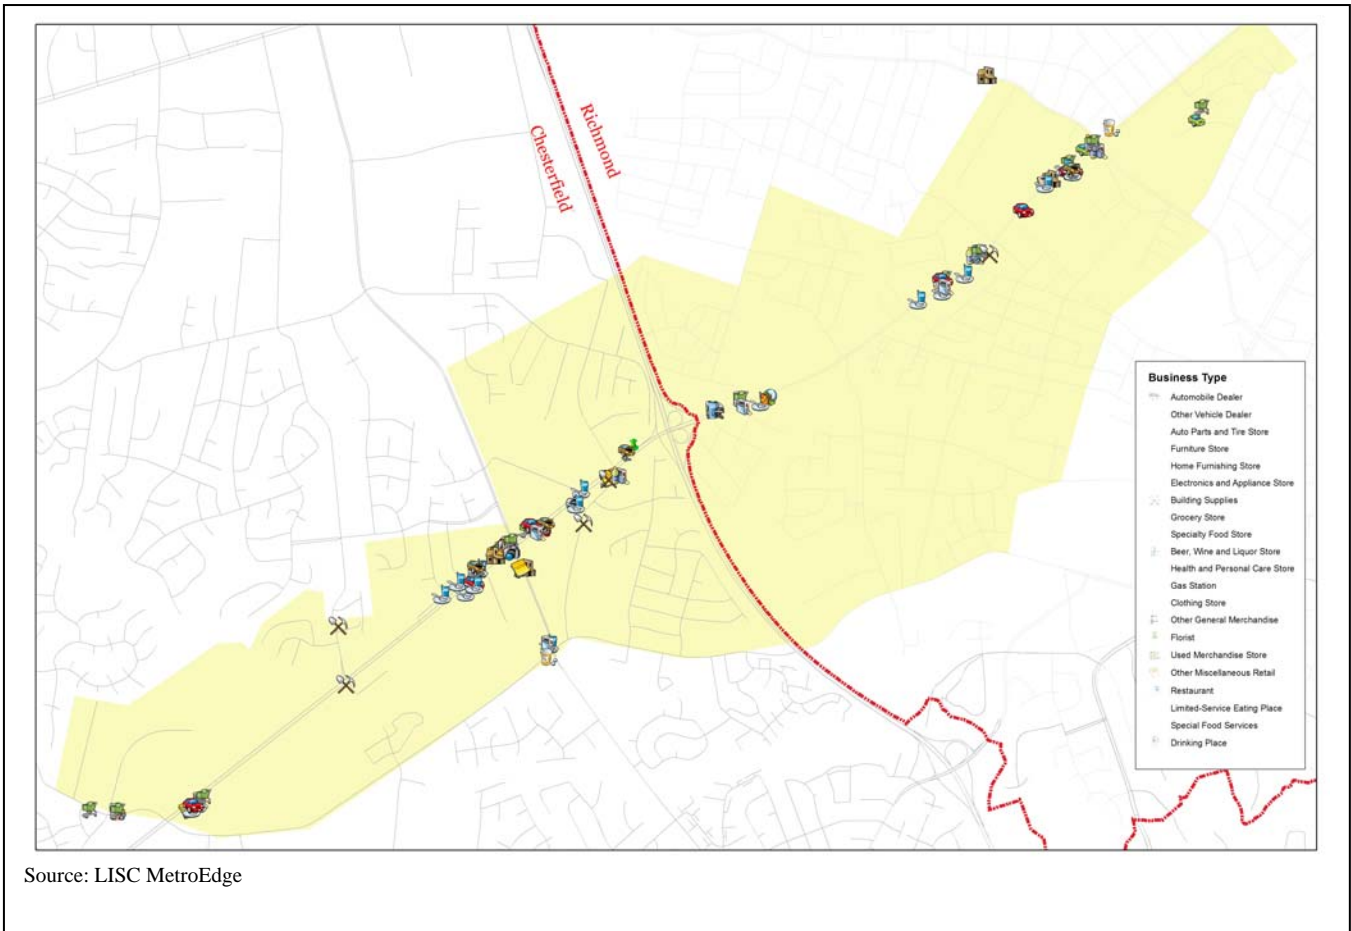 Richmond
Chesterfield
Business Type
Automobile Dealer
Other Vehicle Dealer
Auto Parts and Tire Store
Furniture Store
Home Furnishing Store
Electronics and Appliance Store
Building Supplies
Grocery Store
Specialty Food Store
Beer, Wine and Liquor Store
Health and Personal Care Store
Gas Station
Clothing Store
Other General Merchandise
Florist
Used Merchandise Store
Other Miscellaneous Retail
Restaurant
Limited-Service Eating Place
Special Food Services
Drinking Place
Source: LISC MetroEdge